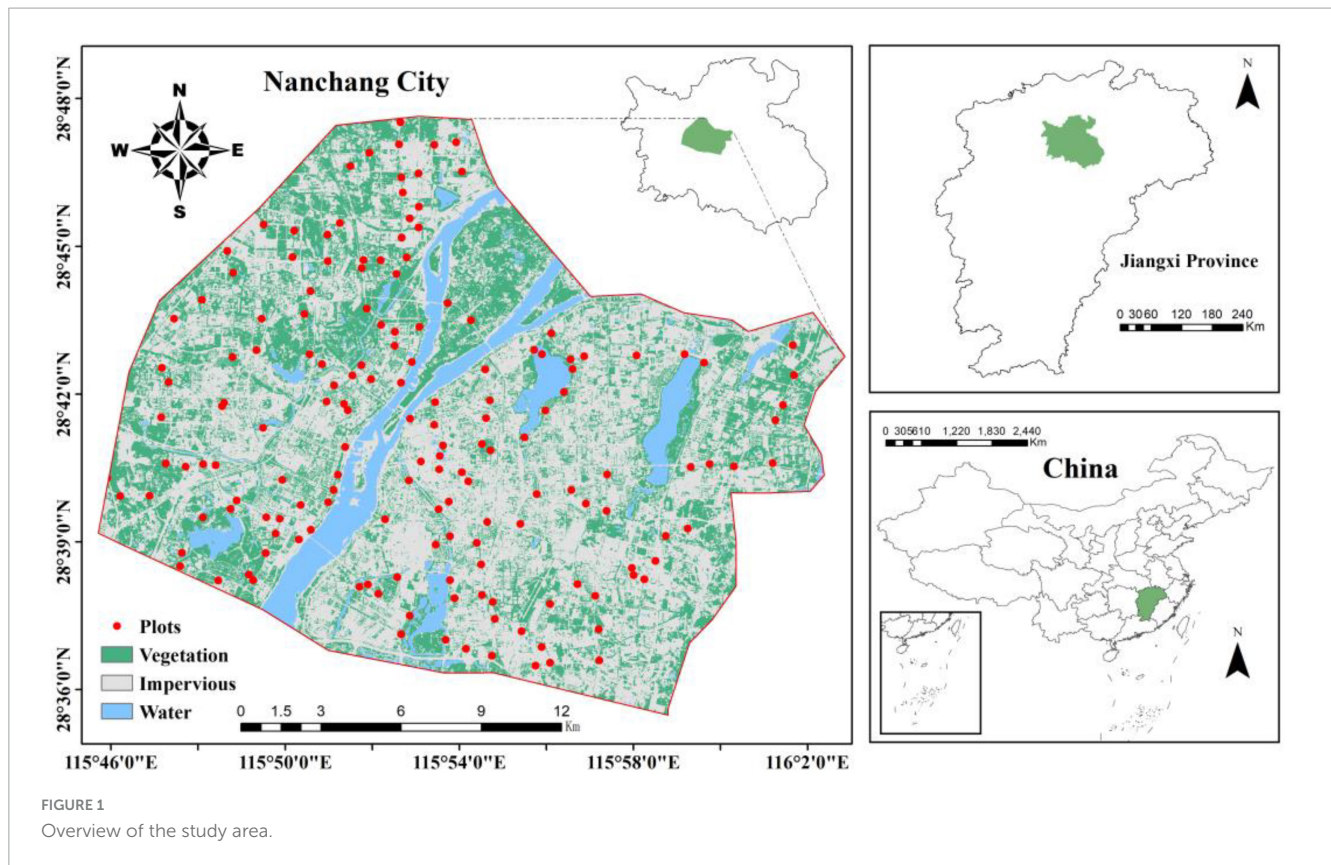 Nanchang City
N
W
E
S
28°48'0"N
28°45'0"N
28°42'0"N
28°39'0"N
28°36'0"N
Plots
Vegetation
Impervious
Water
0 1.5 3 6 9 12
Km
115°46'0"E 115°50'0"E 115°54'0"E 115°58'0"E 116°2'0"E
N
Jiangxi Province
0 30 60 120 180 240
Km
0 305 610 1,220 1,830 2,440
Km
China
N
FIGURE 1
Overview of the study area.